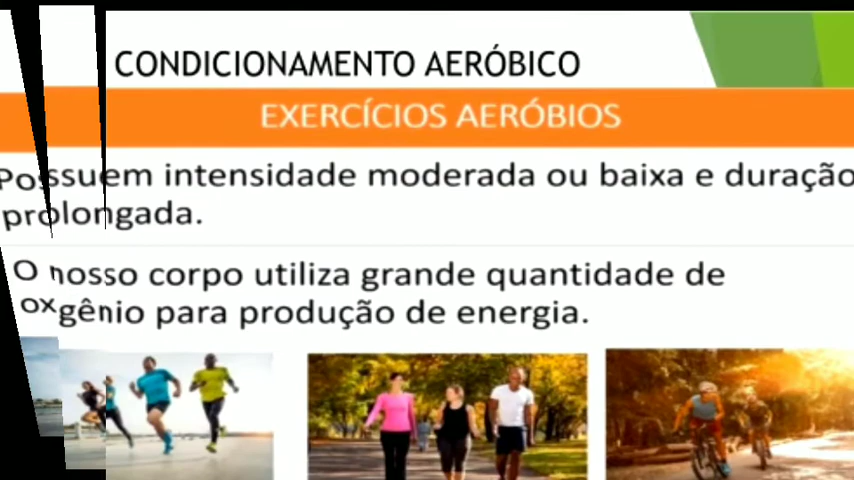 CONDICIONAMENTO AERÓBICO
EXERCÍCIOS AERÓBIOS
Possuem intensidade moderada ou baixa e duração
prolongada.
O nosso corpo utiliza grande quantidade de
oxgênio para produção de energia.